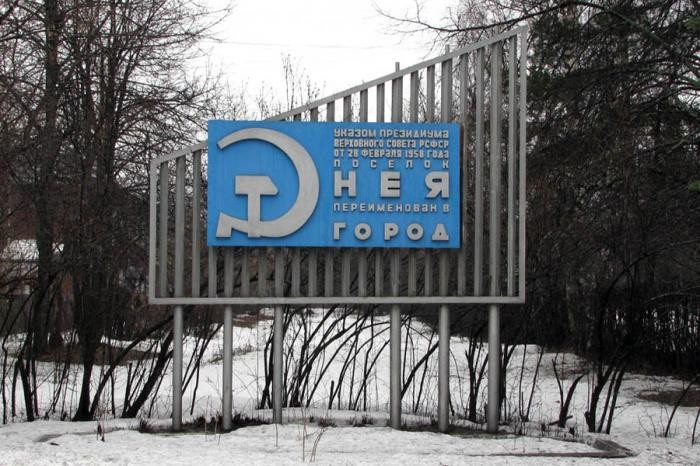 УКАЗОМ ПРЕЗИДИУМА
ВЕРХОВНОГО СОВЕТА РСФСР
ОТ 28 ФЕВРАЛЯ 1958 ГОДА
ПОСЕЛОК
НЕЯ
ПЕРЕИМЕНОВАН В
ГОРОД